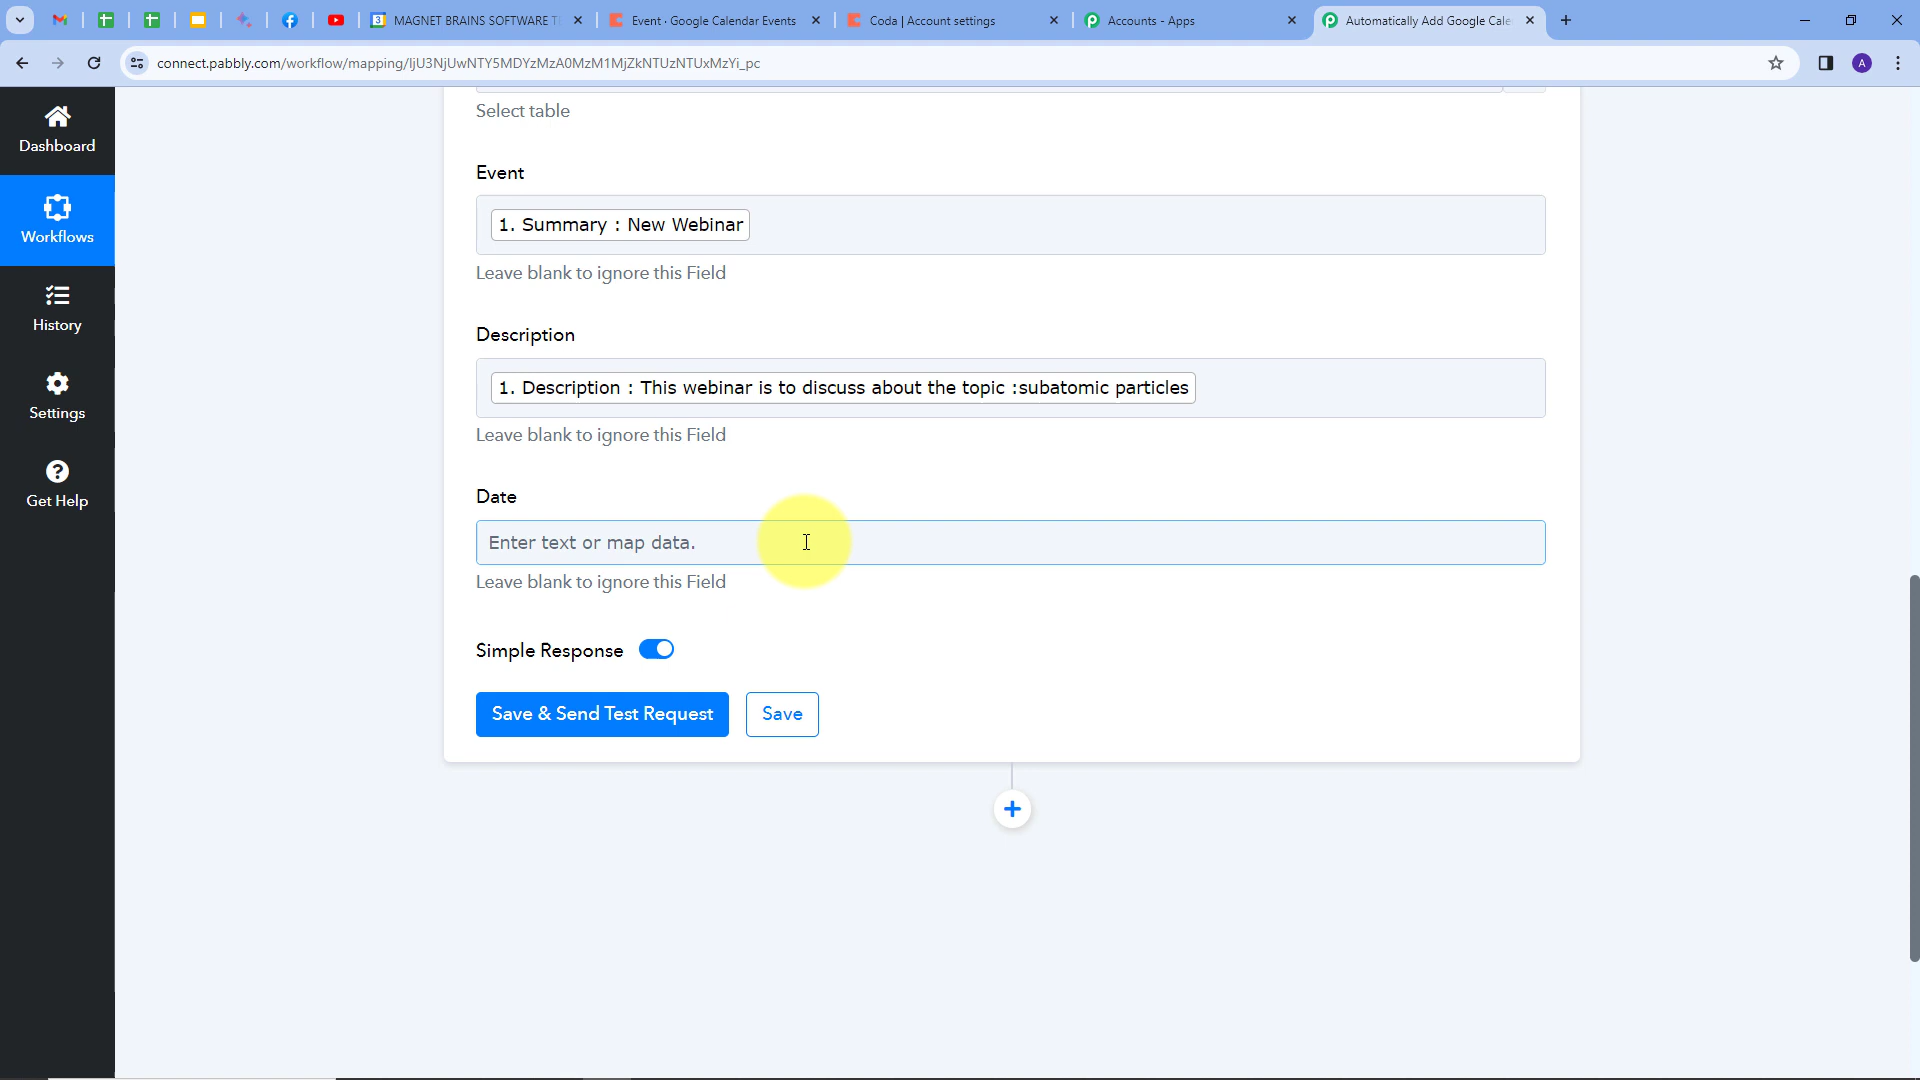 MAGNET BRAINS SOFTWARE T
Event · Google Calendar Events
Coda | Account settings
Accounts - Apps
Automatically Add Google Cale
connect.pabbly.com/workflow/mapping/IjU3NjUwNTY5MDYzMzA0MzM1MjZkNTUzNTUxMzYi_pc
A
Dashboard
Workflows
History
Settings
Get Help
Select table
Event
1. Summary : New Webinar
Leave blank to ignore this Field
Description
1. Description : This webinar is to discuss about the topic :subatomic particles
Leave blank to ignore this Field
Date
Enter text or map data.
Leave blank to ignore this Field
Simple Response
Save & Send Test Request
Save